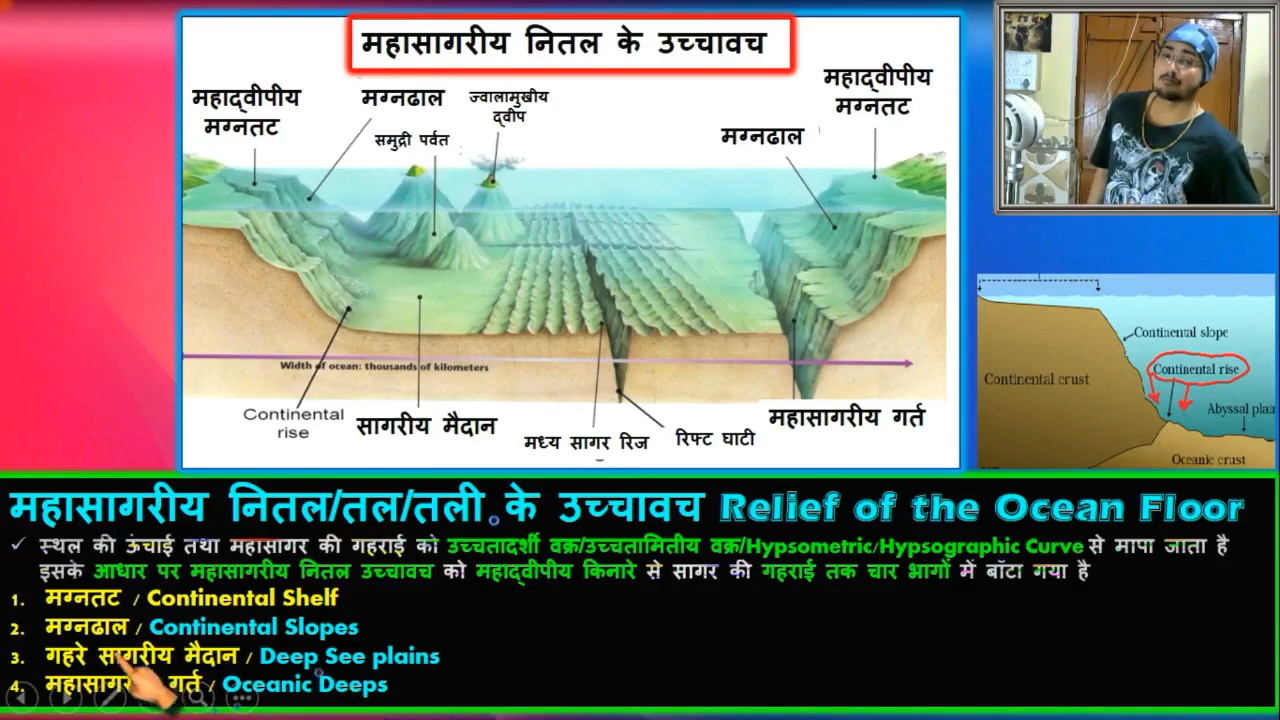 महासागरीय नितल के उच्चावच
महाद्वीपीय
मग्नतट
मग्नढाल
समुद्री पर्वत
ज्वालामुखीय
द्वीप
मग्नढाल
महाद्वीपीय
मग्नतट
Width of ocean: thousands of kilometers
Continental
rise
सागरीय मैदान
मध्य सागर रिज
रिफ्ट घाटी
महासागरीय गर्त
Continental slope
Continental rise
Continental crust
Abyssal plain
Oceanic crust
महासागरीय नितल/तल/तली के उच्चावच Relief of the Ocean Floor
✓ स्थल की ऊंचाई तथा महासागर की गहराई को उच्चतादर्शी वक्र/उच्चतामितीय वक्र/Hypsometric/Hypsographic Curve से मापा जाता है
इसके आधार पर महासागरीय नितल उच्चावच को महाद्वीपीय किनारे से सागर की गहराई तक चार भागों में बाँटा गया है
1. मग्नतट / Continental Shelf
2. मग्नढाल / Continental Slopes
3. गहरे सागरीय मैदान / Deep See plains
4. गर्त / Oceanic Deeps